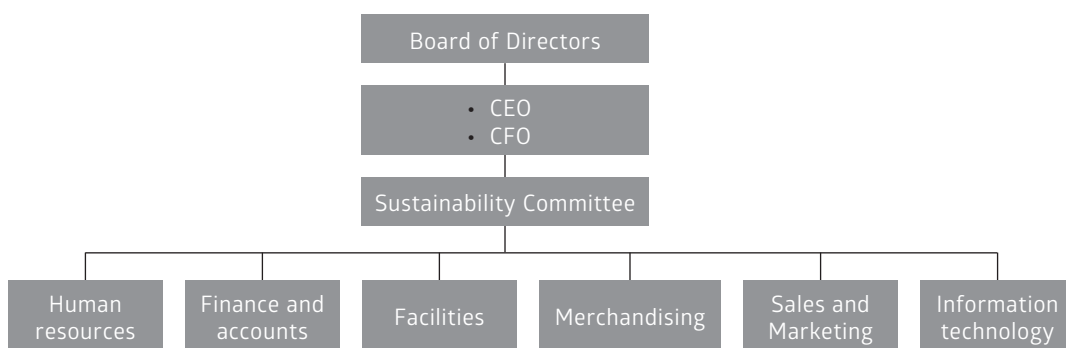 Board of Directors
• CEO
• CFO
Sustainability Committee
Human
resources
Finance and
accounts
Facilities
Merchandising
Sales and
Marketing
Information
technology